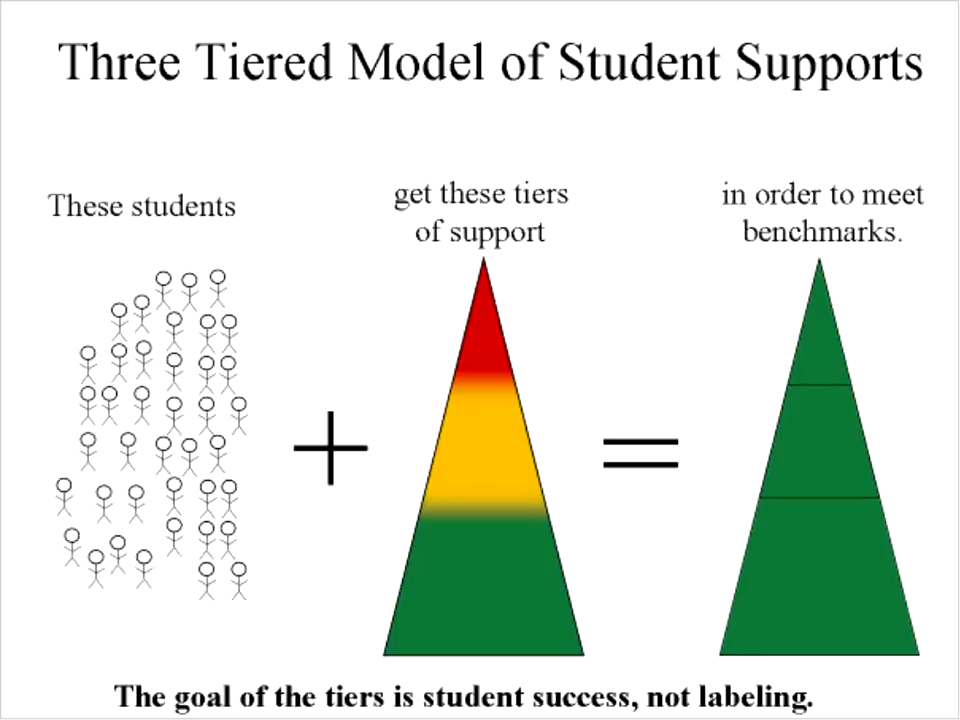 Three Tiered Model of Student Supports
These students
get these tiers
of support
in order to meet
benchmarks.
The goal of the tiers is student success, not labeling.